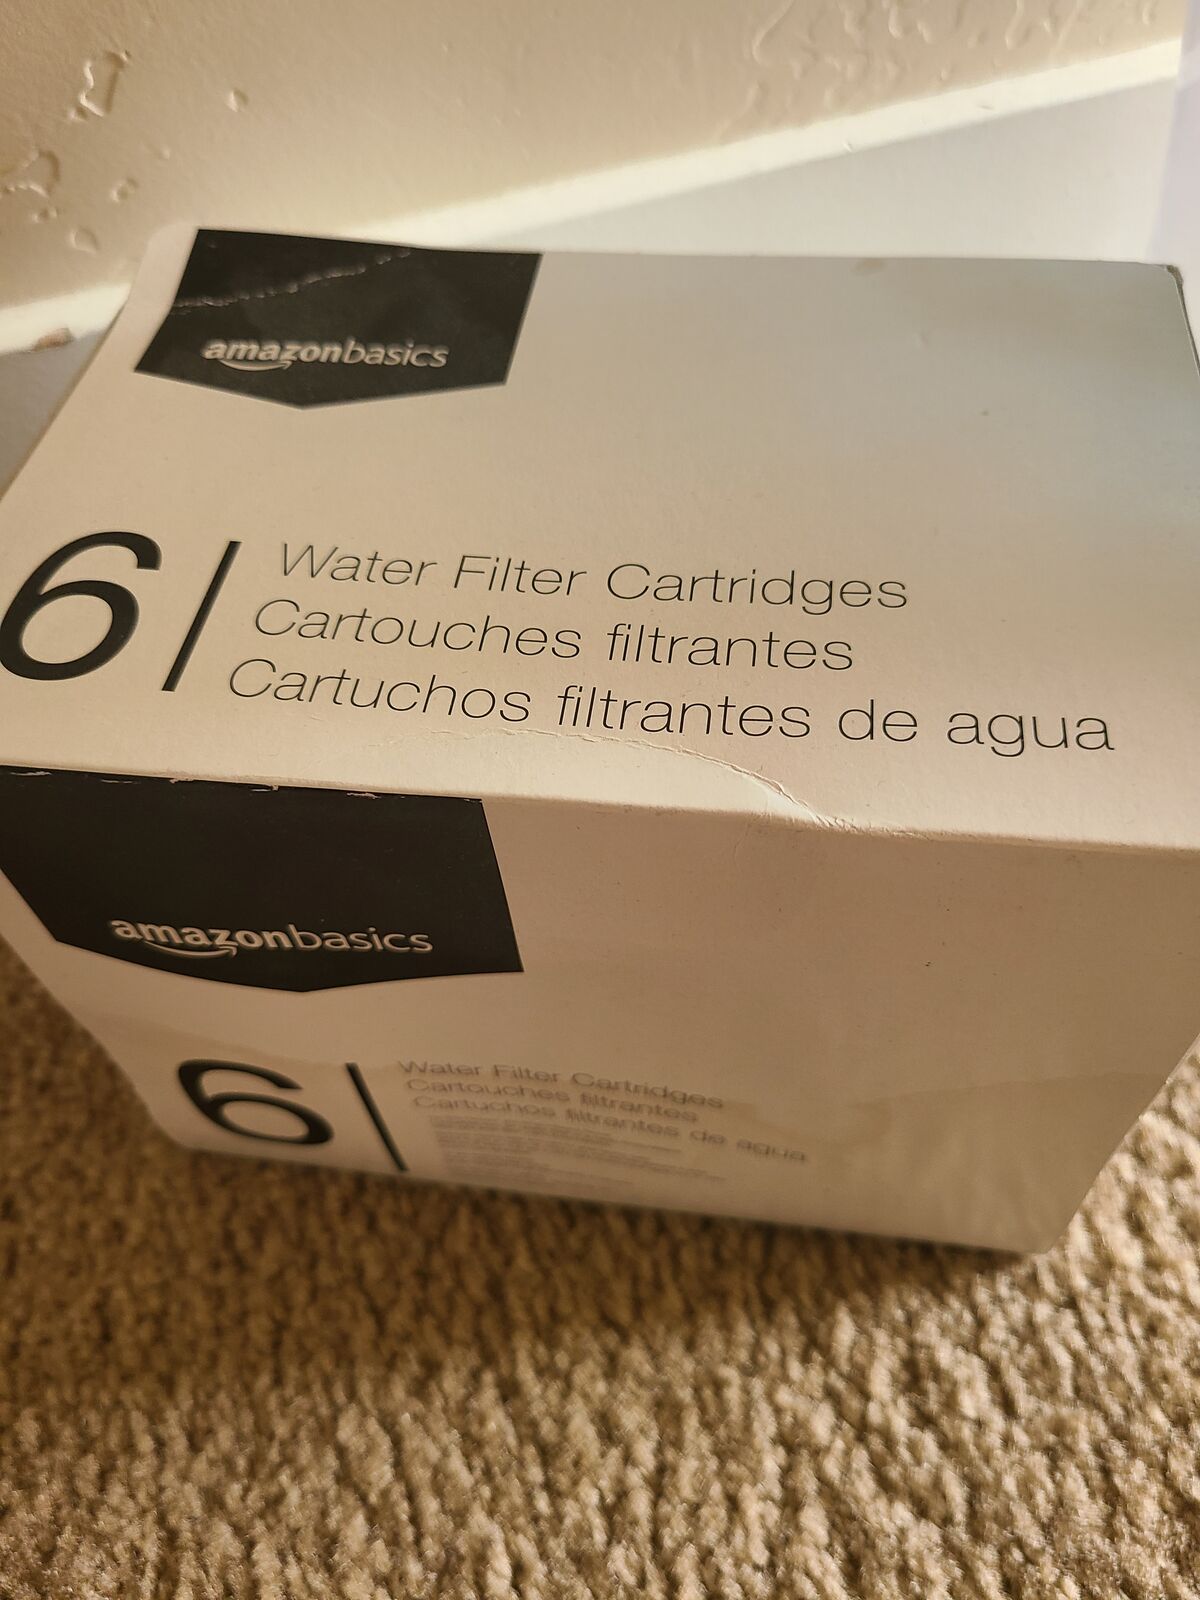 amazonbasics
6
Water Filter Cartridges
Cartouches filtrantes
Cartuchos filtrantes de agua
amazonbasics
6
Water Filter Cartridges
Cartouches filtrantes
Cartuchos filtrantes de agua